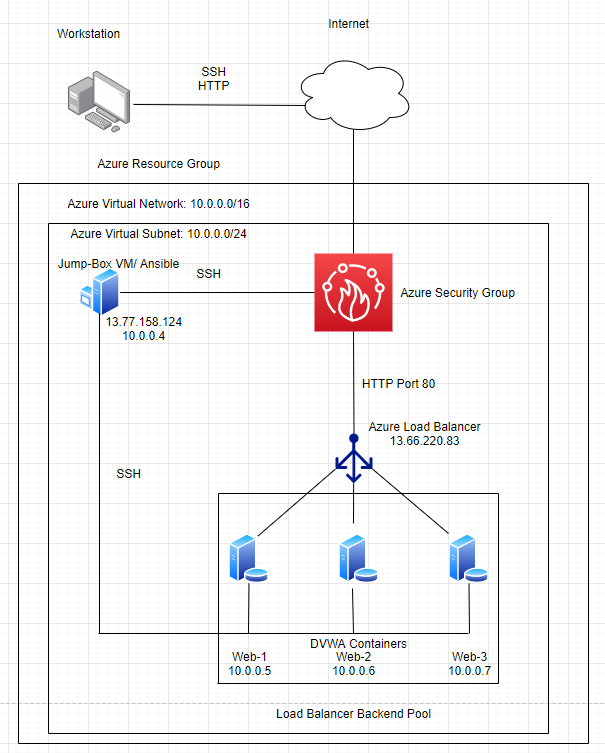 Internet
Workstation
SSH
HTTP
Azure Resource Group
Azure Virtual Network: 10.0.0.0/16
Azure Virtual Subnet: 10.0.0.0/24
Jump-Box VM/ Ansible
SSH
Azure Security Group
13.77.158.124
10.0.0.4
HTTP Port 80
Azure Load Balancer
13.66.220.83
SSH
DVWA Containers
Web-1
10.0.0.5
Web-2
10.0.0.6
Web-3
10.0.0.7
Load Balancer Backend Pool